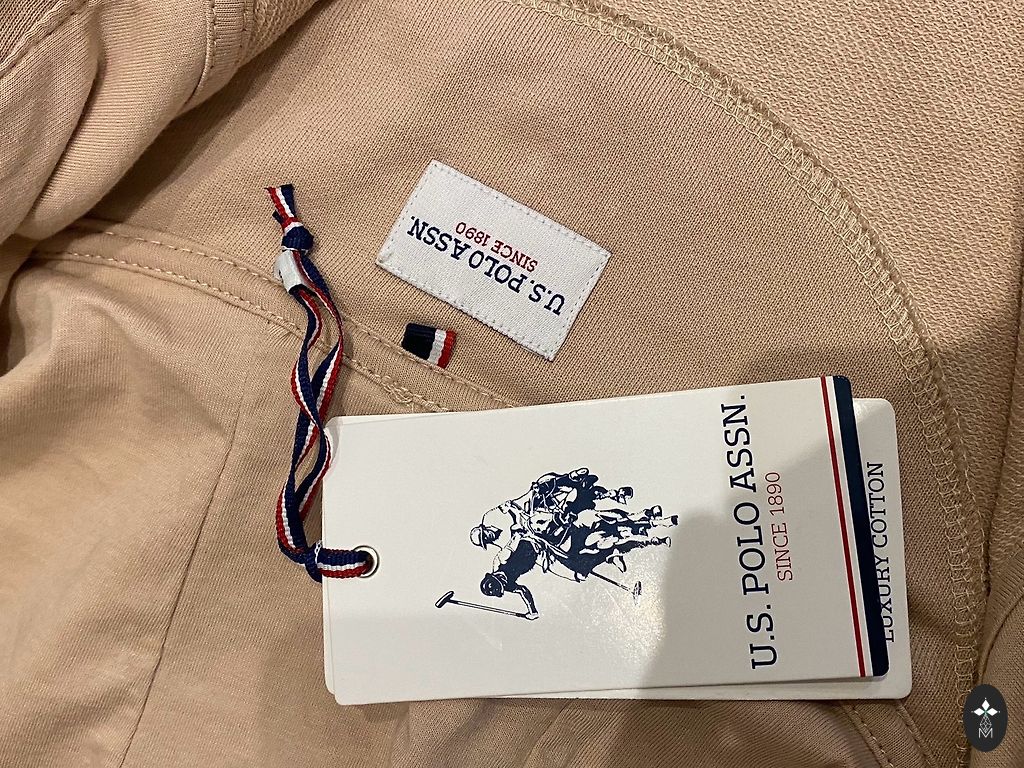 U.S. POLO ASSN.
SINCE 1890
U.S. POLO ASSN.
SINCE 1890
LUXURY COTTON
M